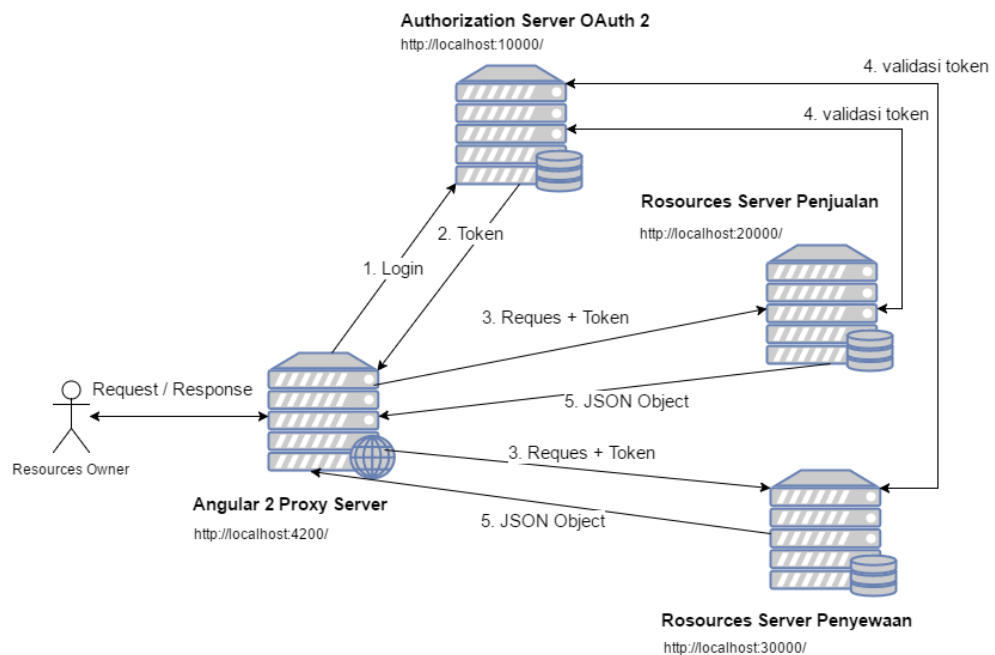 Authorization Server OAuth 2
http://localhost:10000/
4. validasi token
4. validasi token
Rosources Server Penjualan
http://localhost:20000/
2. Token
1. Login
3. Reques + Token
Request / Response
5. JSON Object
3. Reques + Token
Resources Owner
Angular 2 Proxy Server
http://localhost:4200/
5. JSON Object
Rosources Server Penyewaan
http://localhost:30000/